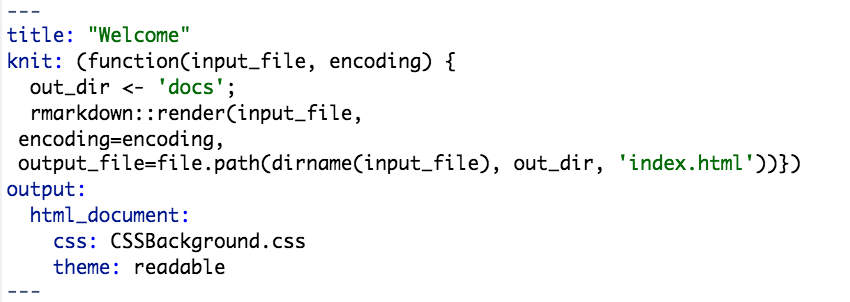 ---
title: "Welcome"
knit: (function(input_file, encoding) {
  out_dir <- 'docs';
  rmarkdown::render(input_file,
 encoding=encoding,
 output_file=file.path(dirname(input_file), out_dir, 'index.html'))})
output:
  html_document:
    css: CSSBackground.css
    theme: readable
---